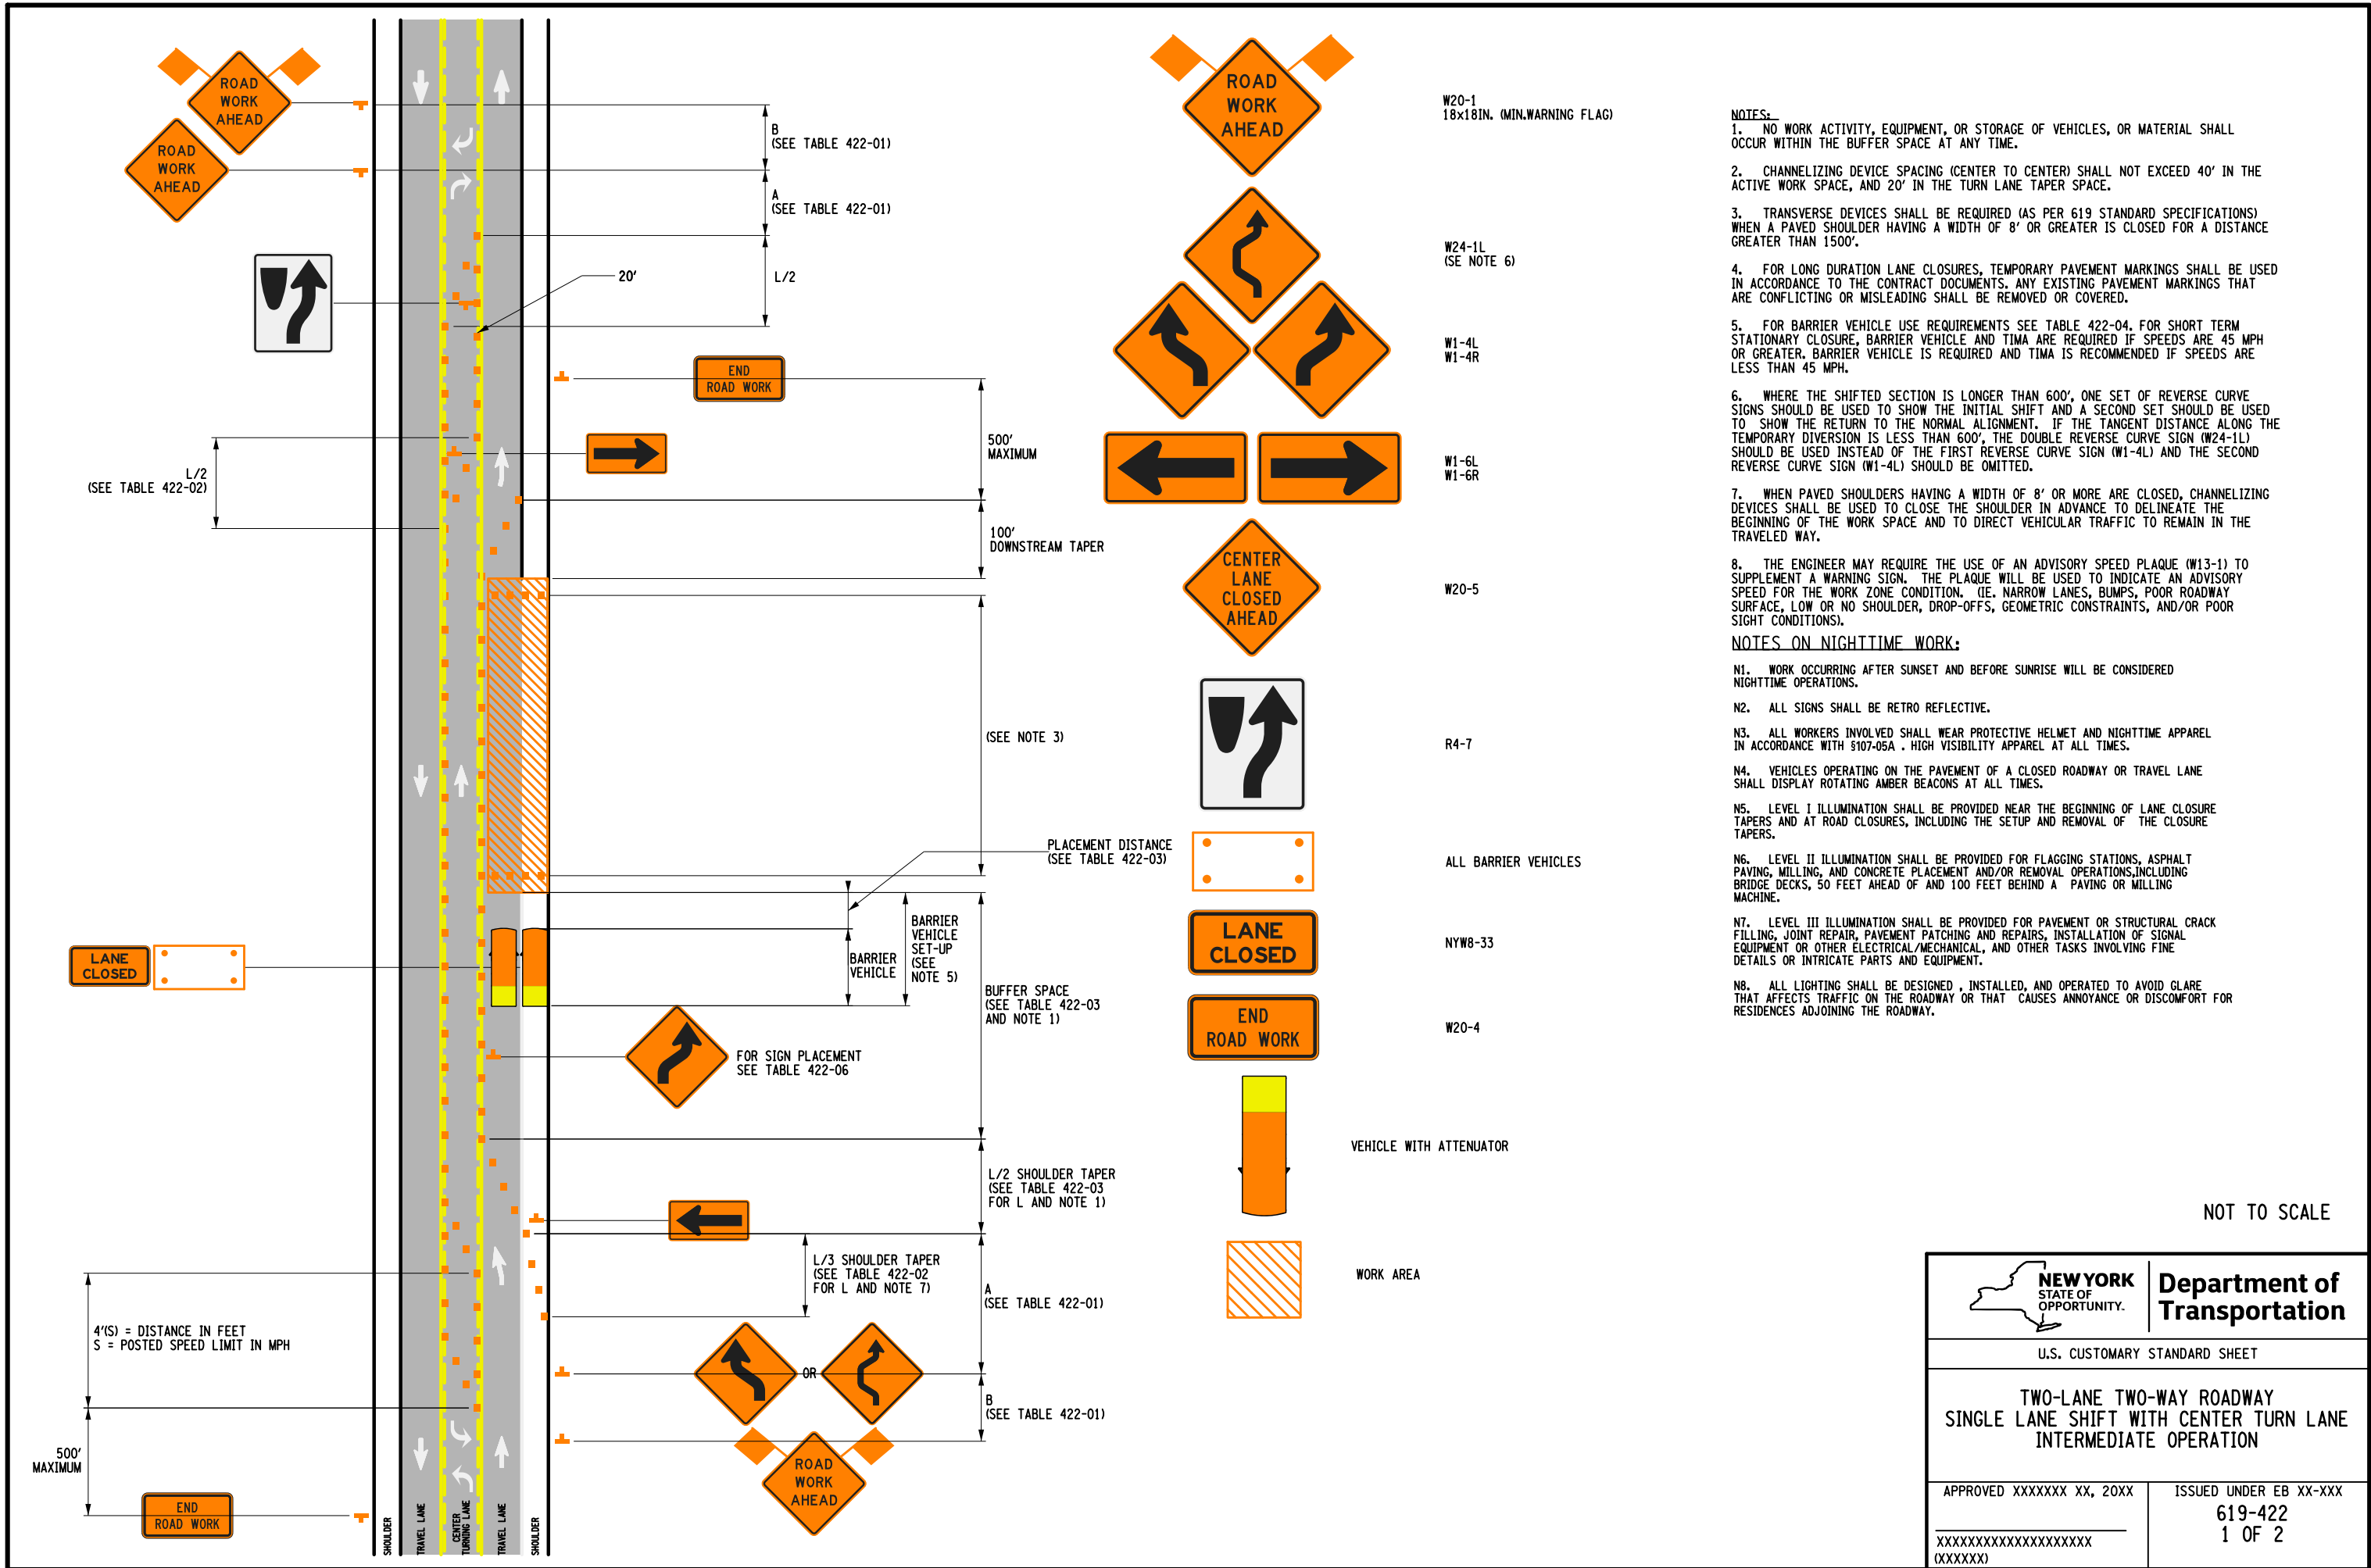 ROAD
WORK
AHEAD
ROAD
WORK
AHEAD
B
(SEE TABLE 422-01)
A
(SEE TABLE 422-01)
L/2
20'
END
ROAD WORK
500'
MAXIMUM
L/2
(SEE TABLE 422-02)
100'
DOWNSTREAM TAPER
(SEE NOTE 3)
PLACEMENT DISTANCE
(SEE TABLE 422-03)
LANE
CLOSED
BARRIER
VEHICLE
BARRIER
VEHICLE
SET-UP
(SEE
NOTE 5)
BUFFER SPACE
(SEE TABLE 422-03
AND NOTE 1)
FOR SIGN PLACEMENT
SEE TABLE 422-06
L/2 SHOULDER TAPER
(SEE TABLE 422-03
FOR L AND NOTE 1)
L/3 SHOULDER TAPER
(SEE TABLE 422-02
FOR L AND NOTE 7)
A
(SEE TABLE 422-01)
4'(S) = DISTANCE IN FEET
S = POSTED SPEED LIMIT IN MPH
OR
B
(SEE TABLE 422-01)
500'
MAXIMUM
ROAD
WORK
AHEAD
END
ROAD WORK
SHOULDER
TRAVEL LANE
CENTER
TURNING LANE
TRAVEL LANE
SHOULDER
ROAD
WORK
AHEAD
W20-1
18x18IN. (MIN.WARNING FLAG)
W24-1L
(SE NOTE 6)
W1-4L
W1-4R
W1-6L
W1-6R
CENTER
LANE
CLOSED
AHEAD
W20-5
R4-7
ALL BARRIER VEHICLES
LANE
CLOSED
NYW8-33
END
ROAD WORK
W20-4
VEHICLE WITH ATTENUATOR
WORK AREA
NOTES:
1. NO WORK ACTIVITY, EQUIPMENT, OR STORAGE OF VEHICLES, OR MATERIAL SHALL
OCCUR WITHIN THE BUFFER SPACE AT ANY TIME.
2. CHANNELIZING DEVICE SPACING (CENTER TO CENTER) SHALL NOT EXCEED 40' IN THE
ACTIVE WORK SPACE, AND 20' IN THE TURN LANE TAPER SPACE.
3. TRANSVERSE DEVICES SHALL BE REQUIRED (AS PER 619 STANDARD SPECIFICATIONS)
WHEN A PAVED SHOULDER HAVING A WIDTH OF 8' OR GREATER IS CLOSED FOR A DISTANCE
GREATER THAN 1500'.
4. FOR LONG DURATION LANE CLOSURES, TEMPORARY PAVEMENT MARKINGS SHALL BE USED
IN ACCORDANCE TO THE CONTRACT DOCUMENTS. ANY EXISTING PAVEMENT MARKINGS THAT
ARE CONFLICTING OR MISLEADING SHALL BE REMOVED OR COVERED.
5. FOR BARRIER VEHICLE USE REQUIREMENTS SEE TABLE 422-04. FOR SHORT TERM
STATIONARY CLOSURE, BARRIER VEHICLE AND TIMA ARE REQUIRED IF SPEEDS ARE 45 MPH
OR GREATER. BARRIER VEHICLE IS REQUIRED AND TIMA IS RECOMMENDED IF SPEEDS ARE
LESS THAN 45 MPH.
6. WHERE THE SHIFTED SECTION IS LONGER THAN 600', ONE SET OF REVERSE CURVE
SIGNS SHOULD BE USED TO SHOW THE INITIAL SHIFT AND A SECOND SET SHOULD BE USED
TO SHOW THE RETURN TO THE NORMAL ALIGNMENT. IF THE TANGENT DISTANCE ALONG THE
TEMPORARY DIVERSION IS LESS THAN 600', THE DOUBLE REVERSE CURVE SIGN (W24-1L)
SHOULD BE USED INSTEAD OF THE FIRST REVERSE CURVE SIGN (W1-4L) AND THE SECOND
REVERSE CURVE SIGN (W1-4L) SHOULD BE OMITTED.
7. WHEN PAVED SHOULDERS HAVING A WIDTH OF 8' OR MORE ARE CLOSED, CHANNELIZING
DEVICES SHALL BE USED TO CLOSE THE SHOULDER IN ADVANCE TO DELINEATE THE
BEGINNING OF THE WORK SPACE AND TO DIRECT VEHICULAR TRAFFIC TO REMAIN IN THE
TRAVELED WAY.
8. THE ENGINEER MAY REQUIRE THE USE OF AN ADVISORY SPEED PLAQUE (W13-1) TO
SUPPLEMENT A WARNING SIGN. THE PLAQUE WILL BE USED TO INDICATE AN ADVISORY
SPEED FOR THE WORK ZONE CONDITION. (IE. NARROW LANES, BUMPS, POOR ROADWAY
SURFACE, LOW OR NO SHOULDER, DROP-OFFS, GEOMETRIC CONSTRAINTS, AND/OR POOR
SIGHT CONDITIONS).
NOTES ON NIGHTTIME WORK:
N1. WORK OCCURRING AFTER SUNSET AND BEFORE SUNRISE WILL BE CONSIDERED
NIGHTTIME OPERATIONS.
N2. ALL SIGNS SHALL BE RETRO REFLECTIVE.
N3. ALL WORKERS INVOLVED SHALL WEAR PROTECTIVE HELMET AND NIGHTTIME APPAREL
IN ACCORDANCE WITH §107-05A . HIGH VISIBILITY APPAREL AT ALL TIMES.
N4. VEHICLES OPERATING ON THE PAVEMENT OF A CLOSED ROADWAY OR TRAVEL LANE
SHALL DISPLAY ROTATING AMBER BEACONS AT ALL TIMES.
N5. LEVEL I ILLUMINATION SHALL BE PROVIDED NEAR THE BEGINNING OF LANE CLOSURE
TAPERS AND AT ROAD CLOSURES, INCLUDING THE SETUP AND REMOVAL OF THE CLOSURE
TAPERS.
N6. LEVEL II ILLUMINATION SHALL BE PROVIDED FOR FLAGGING STATIONS, ASPHALT
PAVING, MILLING, AND CONCRETE PLACEMENT AND/OR REMOVAL OPERATIONS,INCLUDING
BRIDGE DECKS, 50 FEET AHEAD OF AND 100 FEET BEHIND A PAVING OR MILLING
MACHINE.
N7. LEVEL III ILLUMINATION SHALL BE PROVIDED FOR PAVEMENT OR STRUCTURAL CRACK
FILLING, JOINT REPAIR, PAVEMENT PATCHING AND REPAIRS, INSTALLATION OF SIGNAL
EQUIPMENT OR OTHER ELECTRICAL/MECHANICAL, AND OTHER TASKS INVOLVING FINE
DETAILS OR INTRICATE PARTS AND EQUIPMENT.
N8. ALL LIGHTING SHALL BE DESIGNED , INSTALLED, AND OPERATED TO AVOID GLARE
THAT AFFECTS TRAFFIC ON THE ROADWAY OR THAT CAUSES ANNOYANCE OR DISCOMFORT FOR
RESIDENCES ADJOINING THE ROADWAY.
NOT TO SCALE
NEW YORK
STATE OF
OPPORTUNITY.
Department of
Transportation
U.S. CUSTOMARY STANDARD SHEET
TWO-LANE TWO-WAY ROADWAY
SINGLE LANE SHIFT WITH CENTER TURN LANE
INTERMEDIATE OPERATION
APPROVED XXXXXXX XX, 20XX
XXXXXXXXXXXXXXXXXXXX
(XXXXXX)
ISSUED UNDER EB XX-XXX
619-422
1 OF 2